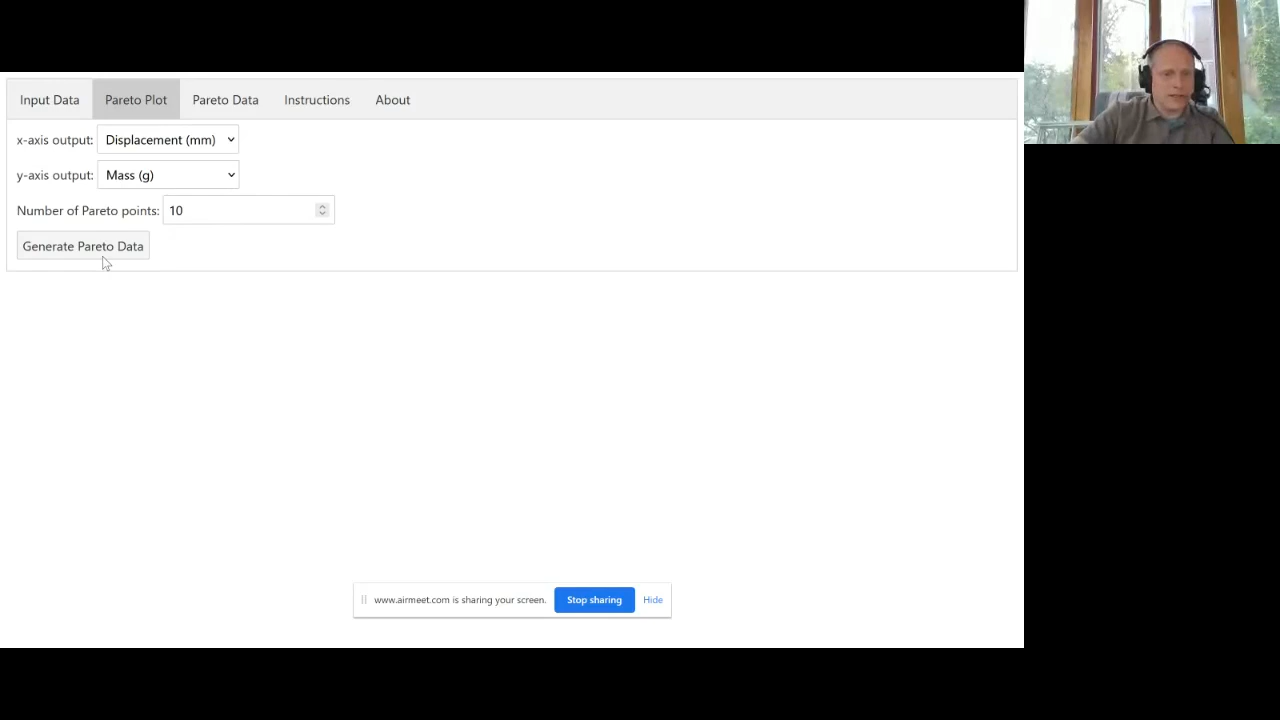 Input Data Pareto Plot Pareto Data Instructions About
x-axis output: Displacement (mm)
y-axis output: Mass (g)
Number of Pareto points: 10
Generate Pareto Data
www.airmeet.com is sharing your screen. Stop sharing Hide